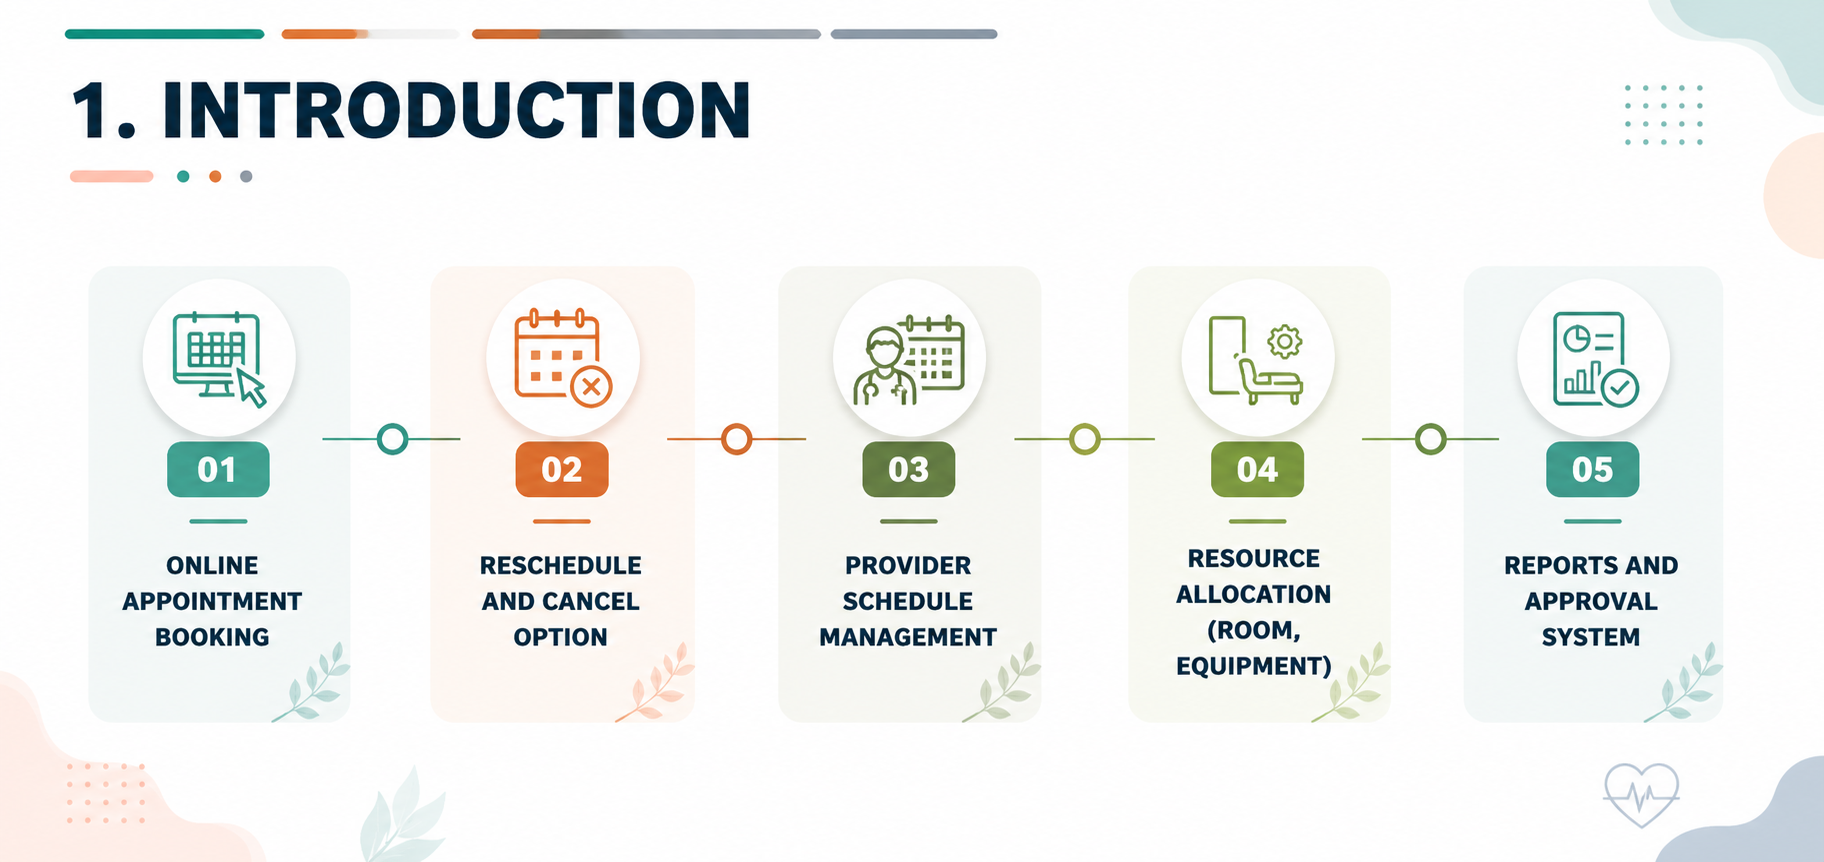 1. INTRODUCTION
01
ONLINE
APPOINTMENT
BOOKING
02
RESCHEDULE
AND CANCEL
OPTION
03
PROVIDER
SCHEDULE
MANAGEMENT
04
RESOURCE
ALLOCATION
(ROOM,
EQUIPMENT)
05
REPORTS AND
APPROVAL
SYSTEM